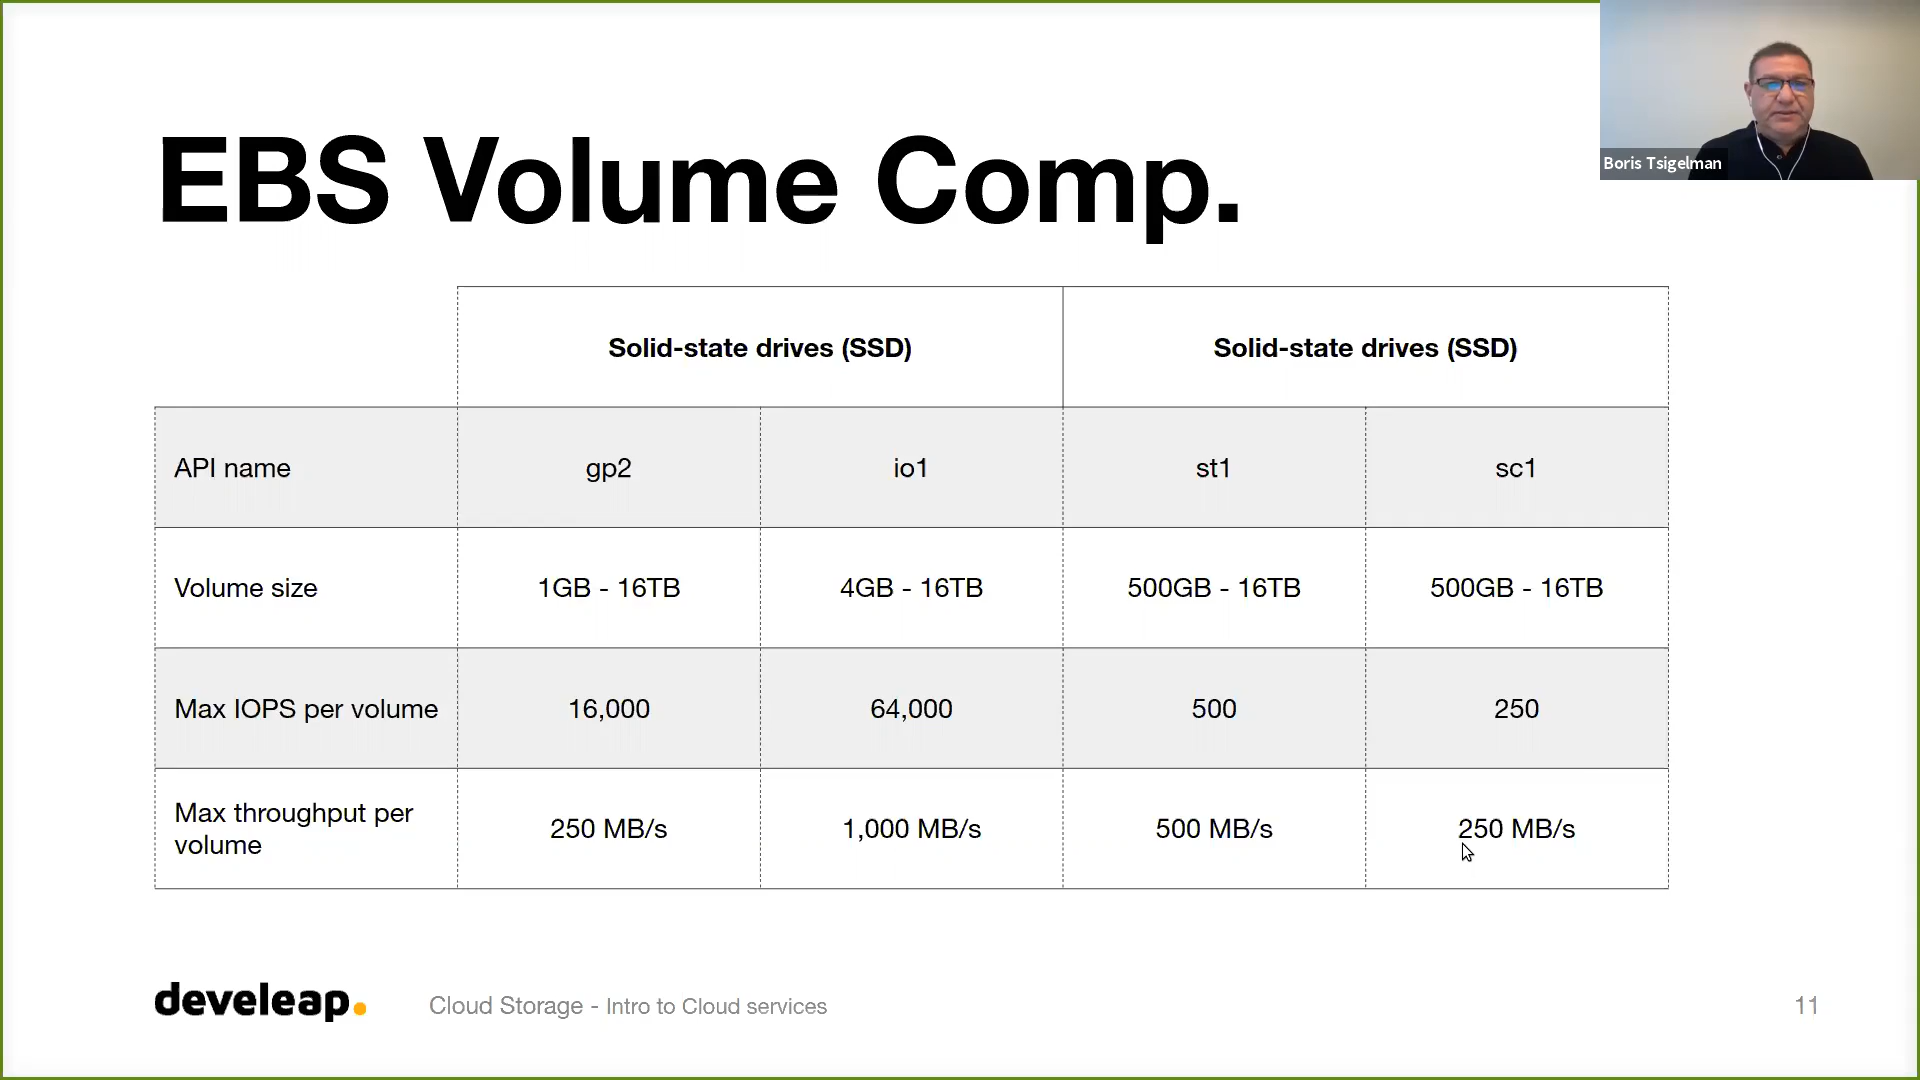 Boris Tsigelman
EBS Volume Comp.
Solid-state drives (SSD) Solid-state drives (SSD)
API name gp2 io1 st1 sc1
Volume size 1GB - 16TB 4GB - 16TB 500GB - 16TB 500GB - 16TB
Max IOPS per volume 16,000 64,000 500 250
Max throughput per
volume 250 MB/s 1,000 MB/s 500 MB/s 250 MB/s
develeap. Cloud Storage - Intro to Cloud services 11